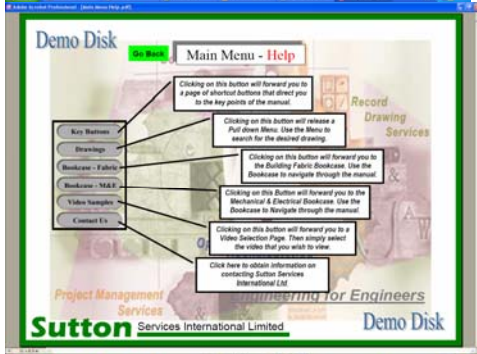 Adobe Acrobat Professional - [Main Menu Help.pdf]
Demo Disk
Go Back
Main Menu - Help
Clicking on this button will forward you to
a page of shortcut buttons that direct you
to the key points of the manual.
Record
Drawing
Services
Key Buttons
Clicking on this button will release a
Pull down Menu. Use the Menu to
search for the desired drawing.
Drawings
Clicking on this button will forward you to
the Building Fabric Bookcase. Use the
Bookcase to navigate through the manual.
Bookcase - Fabric
Bookcase - M&E
Clicking on this Button will forward you to the
Mechanical & Electrical Bookcase. Use the
Bookcase to Navigate through the manual.
Video Samples
Clicking on this button will forward you to a
Video Selection Page. Then simply select
the video that you wish to view.
Contact Us
Click here to obtain information on
contacting Sutton Services
International Ltd.
Project Management
Services
Engineering for Engineers
Sutton Services International Limited
Demo Disk